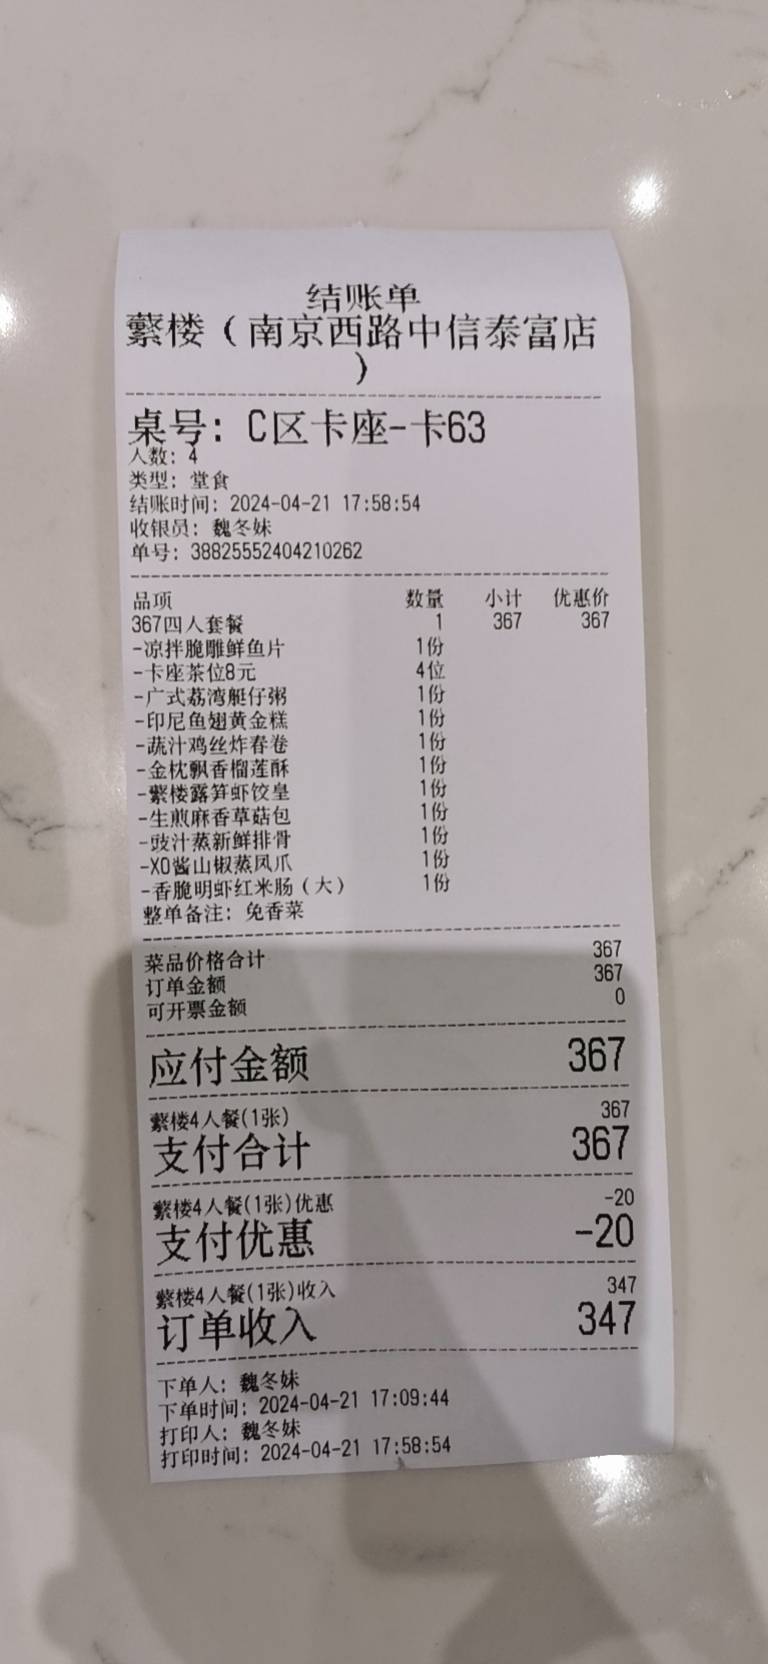 结账单
蘩楼（南京西路中信泰富店
）
桌号: C区卡座-卡63
人数: 4
类型: 堂食
结账时间: 2024-04-21 17:58:54
收银员: 魏冬妹
单号: 38825552404210262
品项 数量 小计 优惠价
367四人套餐 1 367 367
-凉拌脆雕鲜鱼片 1份
-卡座茶位8元 4位
-广式荔湾艇仔粥 1份
-印尼鱼翅黄金糕 1份
-蔬汁鸡丝炸春卷 1份
-金枕飘香榴莲酥 1份
-蘩楼露笋虾饺皇 1份
-生煎麻香草菇包 1份
-豉汁蒸新鲜排骨 1份
-XO酱山椒蒸凤爪 1份
-香脆明虾红米肠（大） 1份
整单备注: 免香菜
菜品价格合计 367
订单金额 367
可开票金额 0
应付金额 367
蘩楼4人餐(1张) 367
支付合计 367
蘩楼4人餐(1张)优惠 -20
支付优惠 -20
蘩楼4人餐(1张)收入 347
订单收入 347
下单人: 魏冬妹
下单时间: 2024-04-21 17:09:44
打印人: 魏冬妹
打印时间: 2024-04-21 17:58:54